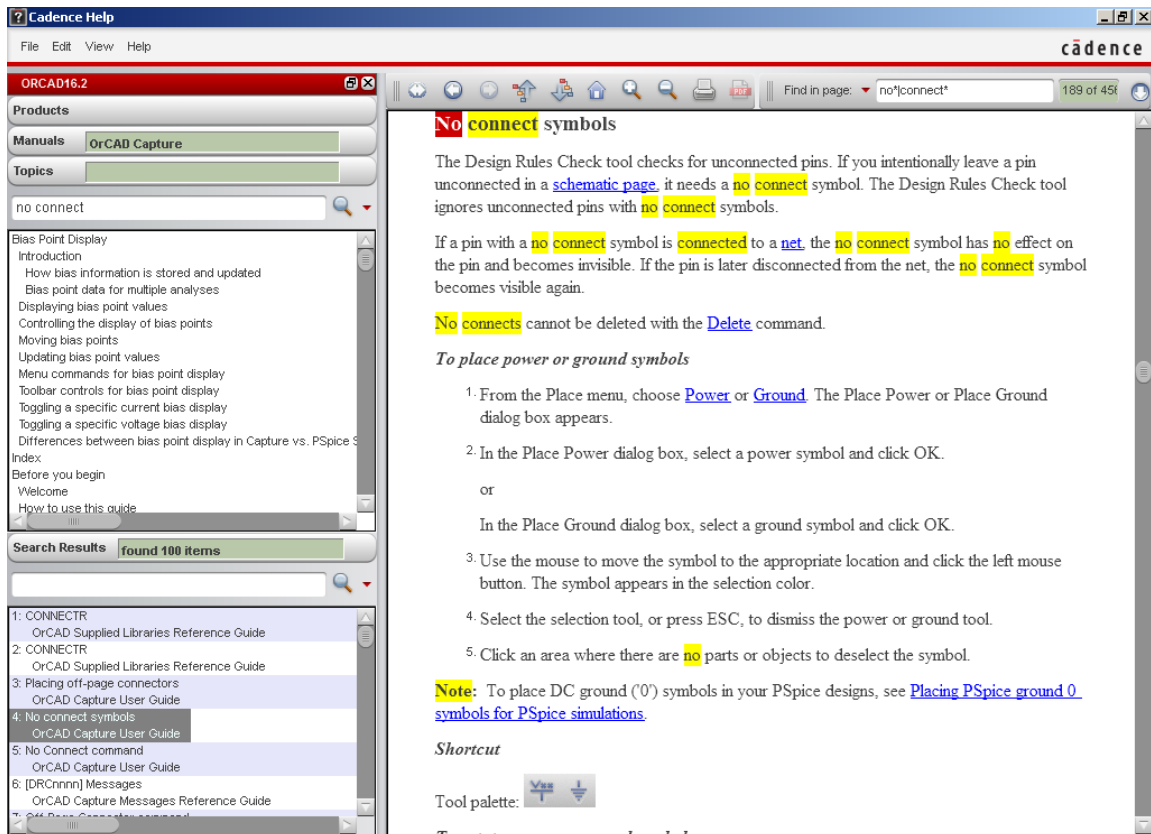 Cadence Help
File Edit View Help
cādence
ORCAD16.2
Products
Manuals OrCAD Capture
Topics
no connect
Bias Point Display
Introduction
How bias information is stored and updated
Bias point data for multiple analyses
Displaying bias point values
Controlling the display of bias points
Moving bias points
Updating bias point values
Menu commands for bias point display
Toolbar controls for bias point display
Toggling a specific current bias display
Toggling a specific voltage bias display
Differences between bias point display in Capture vs. PSpice S
Index
Before you begin
Welcome
How to use this guide
Search Results found 100 items
1: CONNECTR
OrCAD Supplied Libraries Reference Guide
2: CONNECTR
OrCAD Supplied Libraries Reference Guide
3: Placing off-page connectors
OrCAD Capture User Guide
4: No connect symbols
OrCAD Capture User Guide
5: No Connect command
OrCAD Capture User Guide
6: [DRCnnnn] Messages
OrCAD Capture Messages Reference Guide
7: Off-Page Connector command
Find in page: no*|connect* 189 of 456
No connect symbols
The Design Rules Check tool checks for unconnected pins. If you intentionally leave a pin
unconnected in a schematic page, it needs a no connect symbol. The Design Rules Check tool
ignores unconnected pins with no connect symbols.
If a pin with a no connect symbol is connected to a net, the no connect symbol has no effect on
the pin and becomes invisible. If the pin is later disconnected from the net, the no connect symbol
becomes visible again.
No connects cannot be deleted with the Delete command.
To place power or ground symbols
1. From the Place menu, choose Power or Ground. The Place Power or Place Ground
dialog box appears.
2. In the Place Power dialog box, select a power symbol and click OK.
or
In the Place Ground dialog box, select a ground symbol and click OK.
3. Use the mouse to move the symbol to the appropriate location and click the left mouse
button. The symbol appears in the selection color.
4. Select the selection tool, or press ESC, to dismiss the power or ground tool.
5. Click an area where there are no parts or objects to deselect the symbol.
Note: To place DC ground ('0') symbols in your PSpice designs, see Placing PSpice ground 0
symbols for PSpice simulations.
Shortcut
Tool palette: